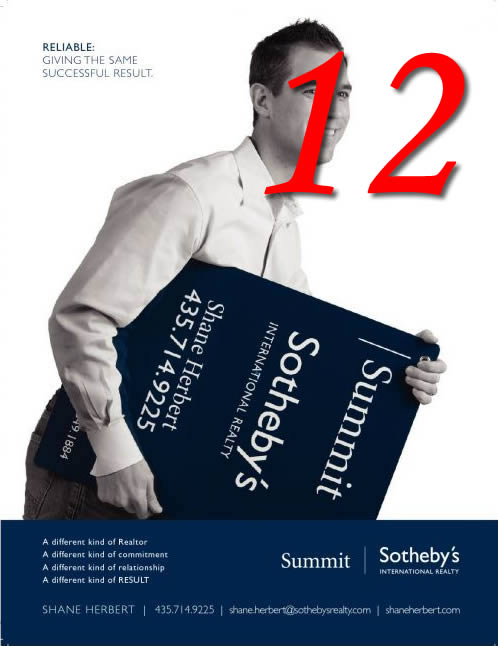 RELIABLE:
GIVING THE SAME
SUCCESSFUL RESULT.
12
Shane Herbert
435.714.9225
49.1884
Sotheby's
INTERNATIONAL REALTY
Summit
A different kind of Realtor
A different kind of commitment
A different kind of relationship
A different kind of RESULT
Summit | Sotheby's
INTERNATIONAL REALTY
SHANE HERBERT | 435.714.9225 | shane.herbert@sothebysrealty.com | shaneherbert.com